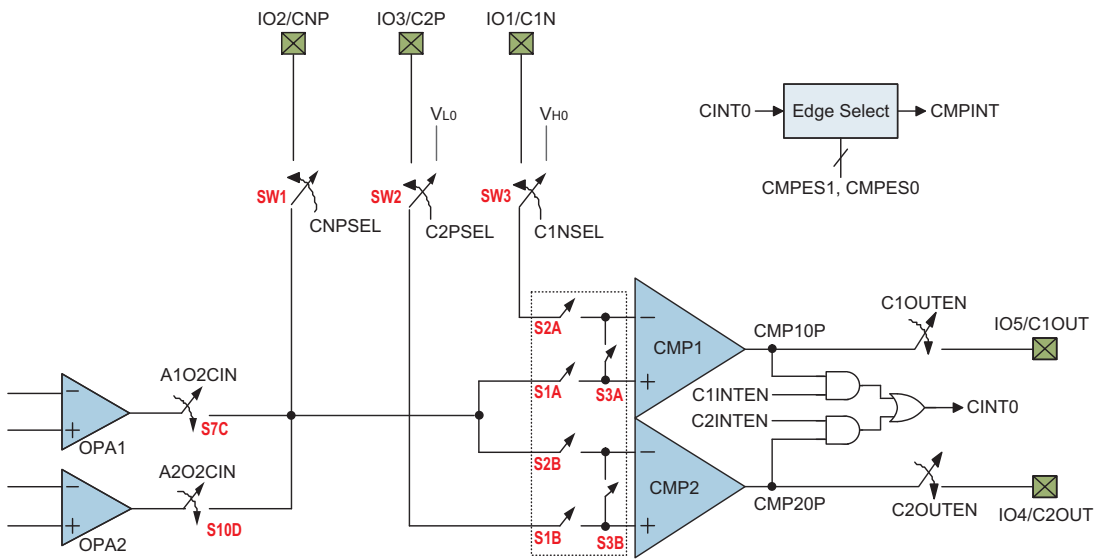 IO2/CNP
IO3/C2P
IO1/C1N
VL0
VH0
CINT0
Edge Select
CMPINT
CMPES1, CMPES0
SW1
SW2
SW3
CNPSEL
C2PSEL
C1NSEL
S2A
−
CMP1
CMP10P
C1OUTEN
IO5/C1OUT
S1A
+
S3A
C1INTEN
A1O2CIN
−
+
S7C
OPA1
CINT0
C2INTEN
S2B
−
CMP2
CMP20P
C2OUTEN
IO4/C2OUT
A2O2CIN
−
+
S10D
OPA2
S1B
+
S3B